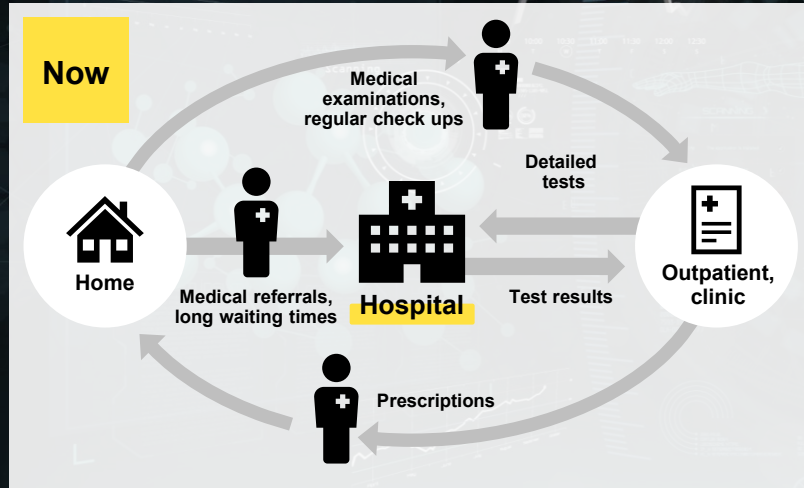 Now
Medical
examinations,
regular check ups
Detailed
tests
Home
Medical referrals,
long waiting times
Hospital
Test results
Outpatient,
clinic
Prescriptions